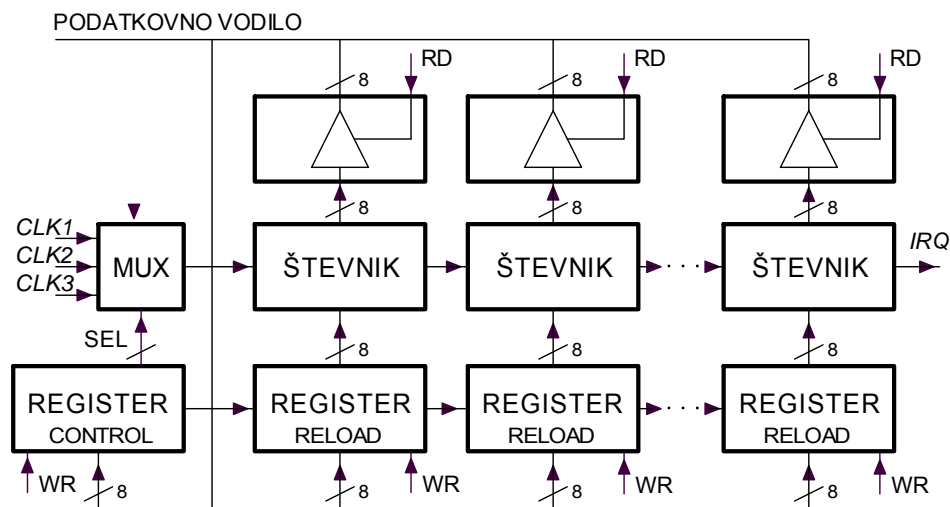 PODATKOVNO VODILO
RD RD RD
8 8 8
8 8 8
CLK1
CLK2
CLK3
MUX ŠTEVNIK ŠTEVNIK ... ŠTEVNIK IRQ
SEL 8 8 8
REGISTER CONTROL REGISTER RELOAD REGISTER RELOAD ... REGISTER RELOAD
WR 8 8 WR 8 WR 8 WR